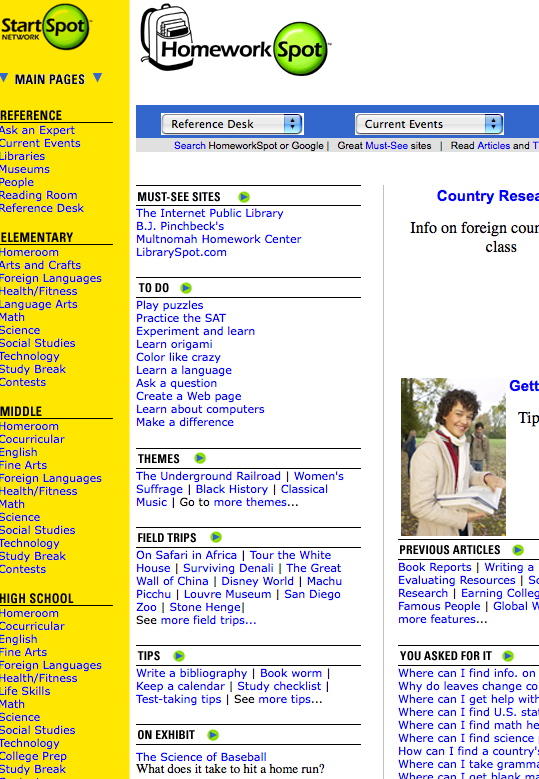 StartSpot
NETWORK
MAIN PAGES
REFERENCE
Ask an Expert
Current Events
Libraries
Museums
People
Reading Room
Reference Desk
ELEMENTARY
Homeroom
Arts and Crafts
Foreign Languages
Health/Fitness
Language Arts
Math
Science
Social Studies
Technology
Study Break
Contests
MIDDLE
Homeroom
Cocurricular
English
Fine Arts
Foreign Languages
Health/Fitness
Math
Science
Social Studies
Technology
Study Break
Contests
HIGH SCHOOL
Homeroom
Cocurricular
English
Fine Arts
Foreign Languages
Health/Fitness
Life Skills
Math
Science
Social Studies
Technology
College Prep
Study Break
HomeworkSpot™
Reference Desk
Current Events
Search HomeworkSpot or Google | Great Must-See sites | Read Articles and
MUST-SEE SITES
The Internet Public Library
B.J. Pinchbeck's
Multnomah Homework Center
LibrarySpot.com
TO DO
Play puzzles
Practice the SAT
Experiment and learn
Learn origami
Color like crazy
Learn a language
Ask a question
Create a Web page
Learn about computers
Make a difference
THEMES
The Underground Railroad | Women's
Suffrage | Black History | Classical
Music | Go to more themes...
FIELD TRIPS
On Safari in Africa | Tour the White
House | Surviving Denali | The Great
Wall of China | Disney World | Machu
Picchu | Louvre Museum | San Diego
Zoo | Stone Henge|
See more field trips...
TIPS
Write a bibliography | Book worm |
Keep a calendar | Study checklist |
Test-taking tips | See more tips...
ON EXHIBIT
The Science of Baseball
What does it take to hit a home run?
Country Resea
Info on foreign coun
class
Gett
Tip
PREVIOUS ARTICLES
Book Reports | Writing a
Evaluating Resources | Sc
Research | Earning Colleg
Famous People | Global W
more features...
YOU ASKED FOR IT
Where can I find info. on
Why do leaves change co
Where can I get help with
Where can I find U.S. stat
Where can I find math he
Where can I find science
How can I find a country's
Where can I take gramma
Where can I get blank ma